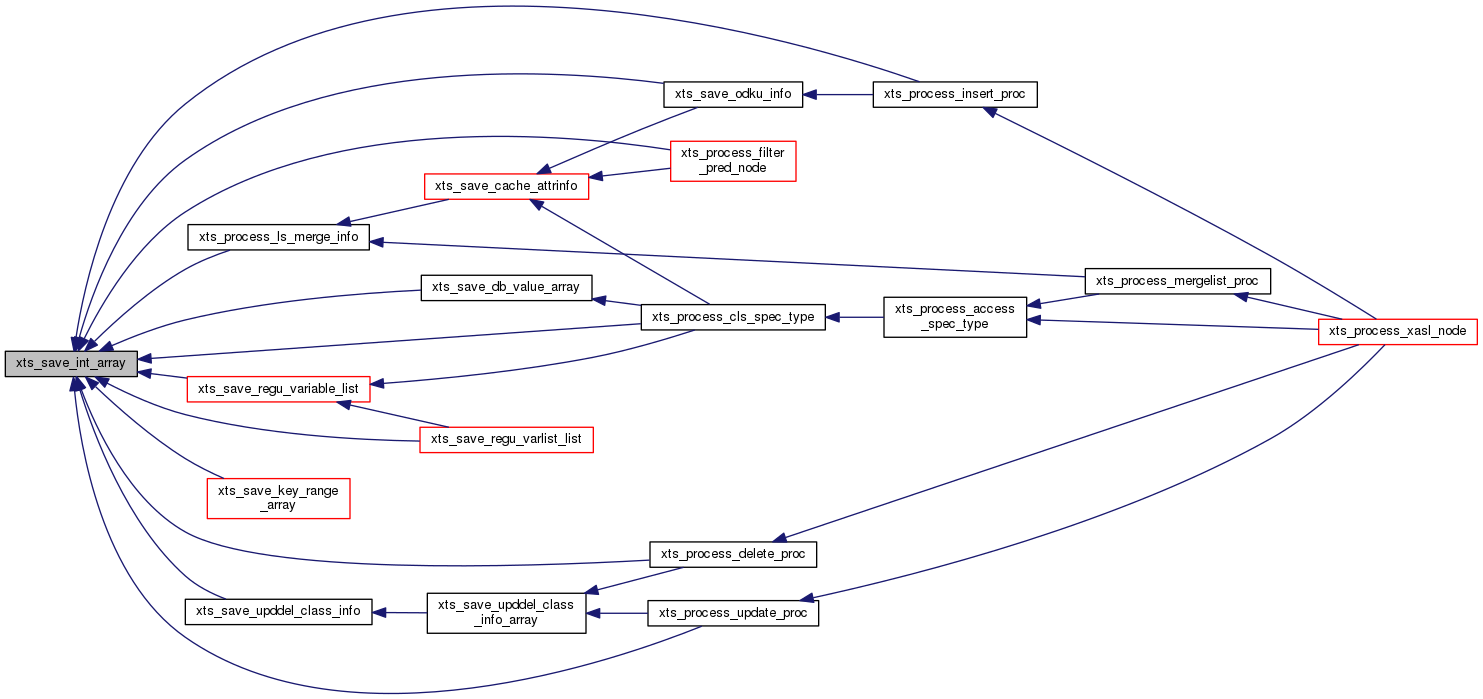 xts_process_insert_proc
xts_save_odku_info
xts_process_filter
_pred_node
xts_save_cache_attrinfo
xts_process_ls_merge_info
xts_process_mergelist_proc
xts_save_db_value_array
xts_process_cls_spec_type
xts_process_access
_spec_type
xts_process_xasl_node
xts_save_int_array
xts_save_regu_variable_list
xts_save_regu_varlist_list
xts_save_key_range
_array
xts_process_delete_proc
xts_save_upddel_class_info
xts_save_upddel_class
_info_array
xts_process_update_proc